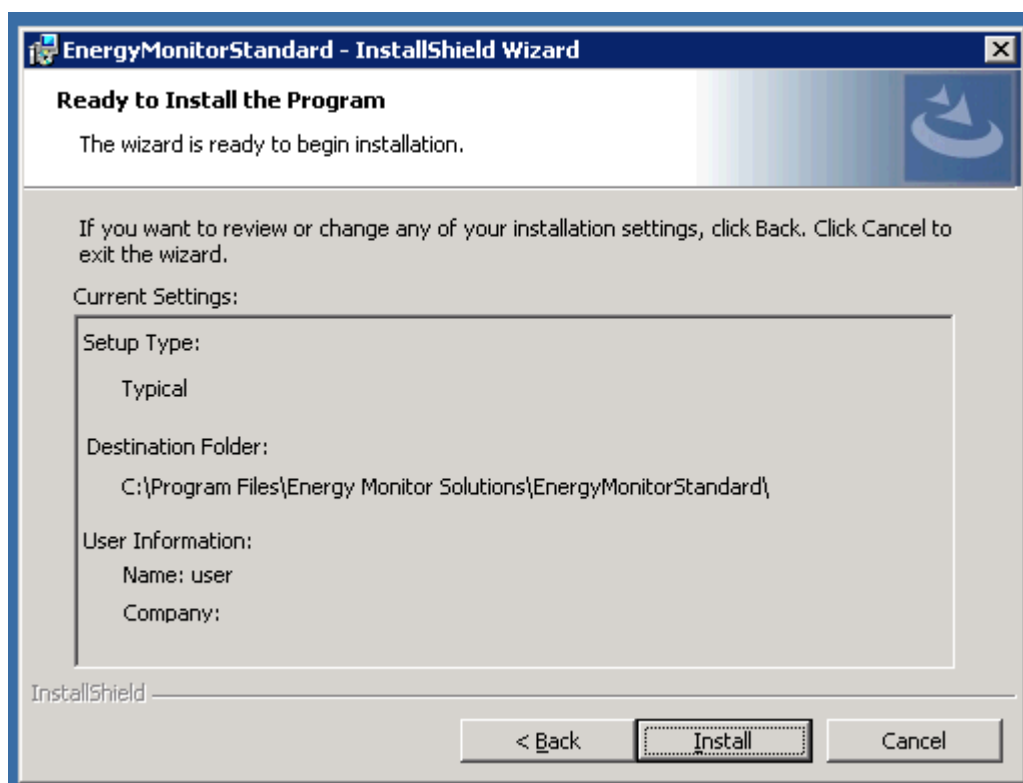 EnergyMonitorStandard - InstallShield Wizard
Ready to Install the Program
The wizard is ready to begin installation.
If you want to review or change any of your installation settings, click Back. Click Cancel to
exit the wizard.
Current Settings:
Setup Type:
Typical
Destination Folder:
C:\Program Files\Energy Monitor Solutions\EnergyMonitorStandard\
User Information:
Name: user
Company:
InstallShield
< Back
Install
Cancel